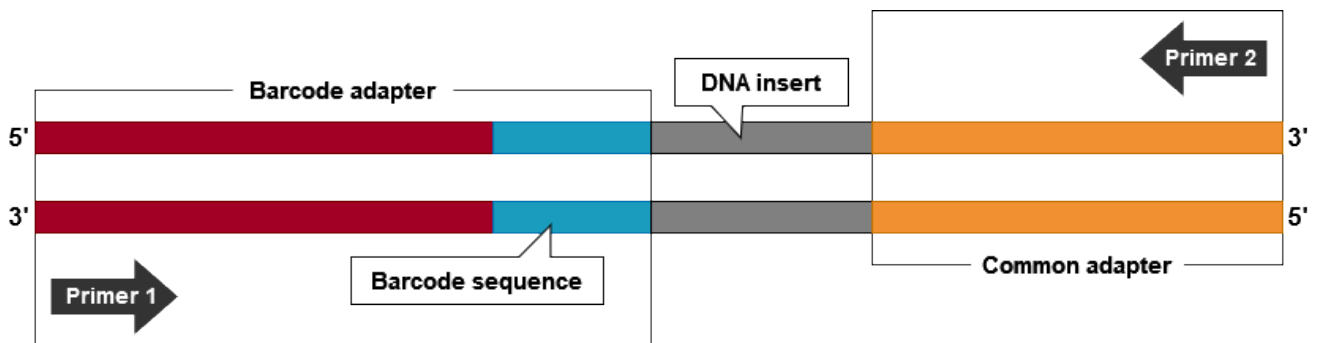 Primer 2
DNA insert
Barcode adapter
5' 3'
3' 5'
Common adapter
Barcode sequence
Primer 1